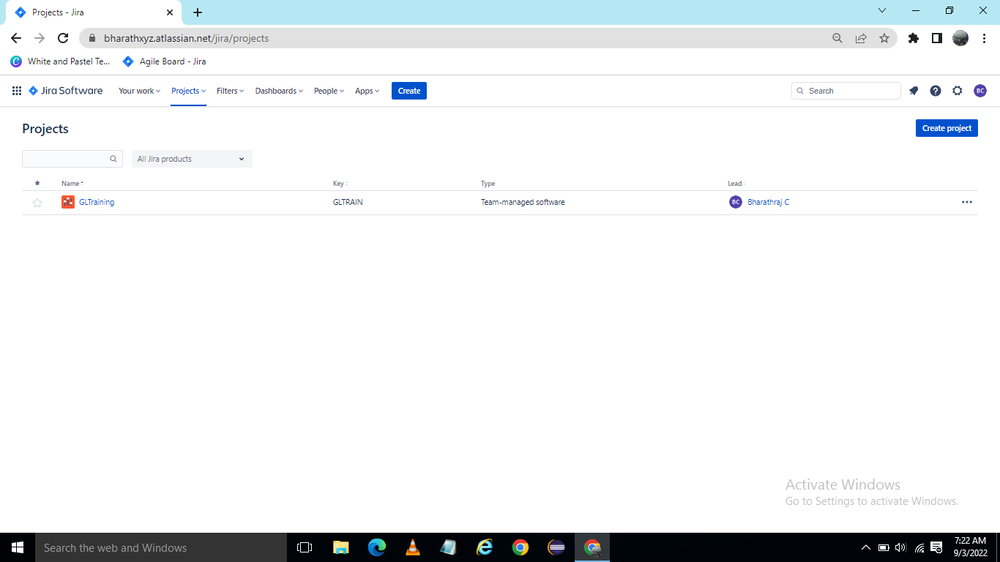 Projects - Jira
bharathxyz.atlassian.net/jira/projects
White and Pastel Te... Agile Board - Jira
Jira Software Your work Projects Filters Dashboards People Apps Create Search BC
Projects Create project
All Jira products
Name Key Type Lead
GLTraining GLTRAIN Team-managed software BC Bharathraj C
Activate Windows
Go to Settings to activate Windows.
Search the web and Windows
7:22 AM
9/3/2022